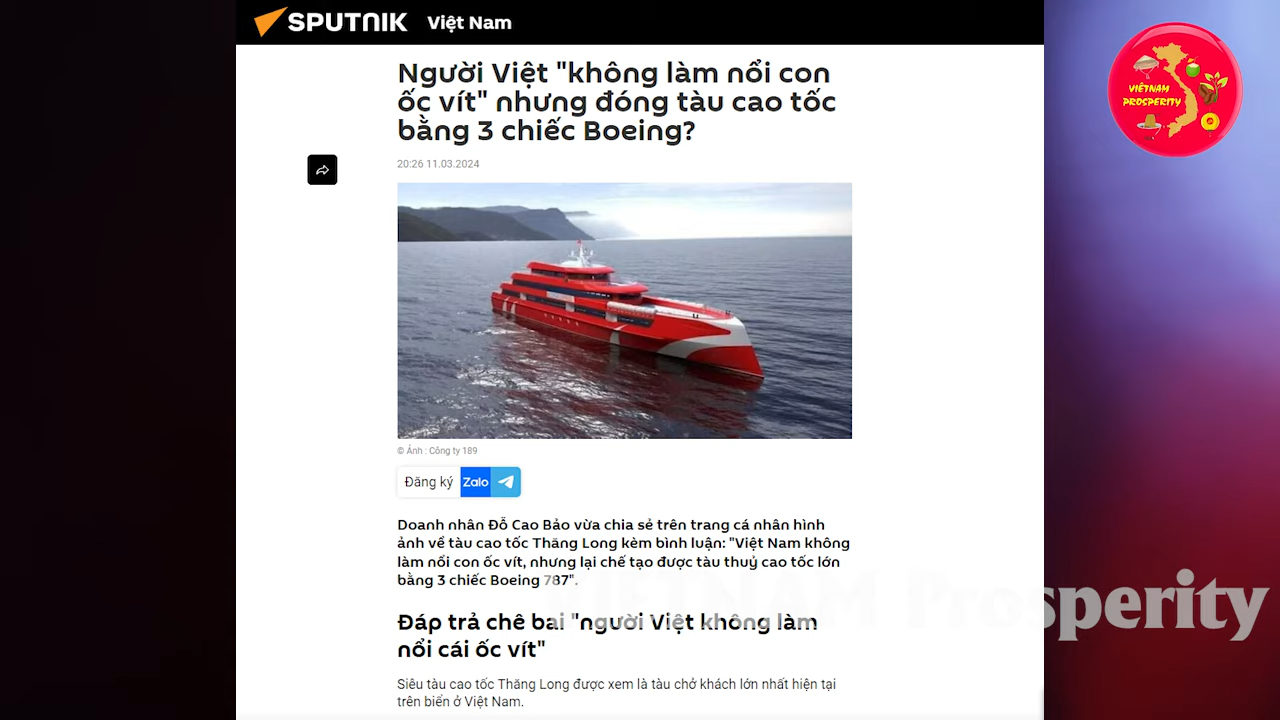 SPUTNIK Việt Nam
Người Việt "không làm nổi con
ốc vít" nhưng đóng tàu cao tốc
bằng 3 chiếc Boeing?
20:26 11.03.2024
© Ảnh : Công ty 189
Đăng ký Zalo
Doanh nhân Đỗ Cao Bảo vừa chia sẻ trên trang cá nhân hình
ảnh về tàu cao tốc Thăng Long kèm bình luận: "Việt Nam không
làm nổi con ốc vít, nhưng lại chế tạo được tàu thuỷ cao tốc lớn
bằng 3 chiếc Boeing 787".
Đáp trả chê bai "người Việt không làm
nổi cái ốc vít"
Siêu tàu cao tốc Thăng Long được xem là tàu chở khách lớn nhất hiện tại
trên biển ở Việt Nam.
VIETNAM
PROSPERITY
VIETNAM Prosperity